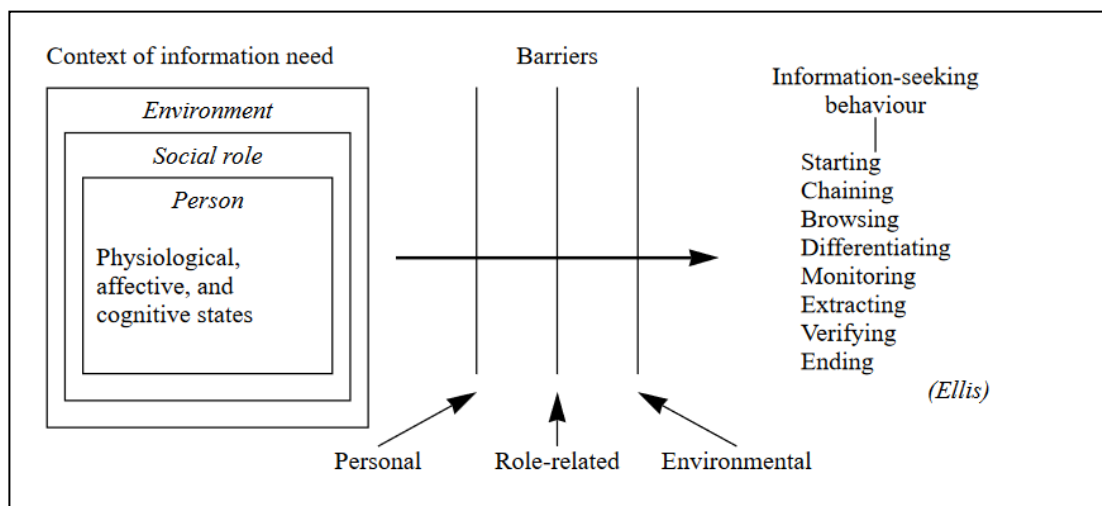 Context of information need
Environment
Social role
Person
Physiological,
affective, and
cognitive states
Barriers
Personal
Role-related
Environmental
Information-seeking
behaviour
Starting
Chaining
Browsing
Differentiating
Monitoring
Extracting
Verifying
Ending
(Ellis)